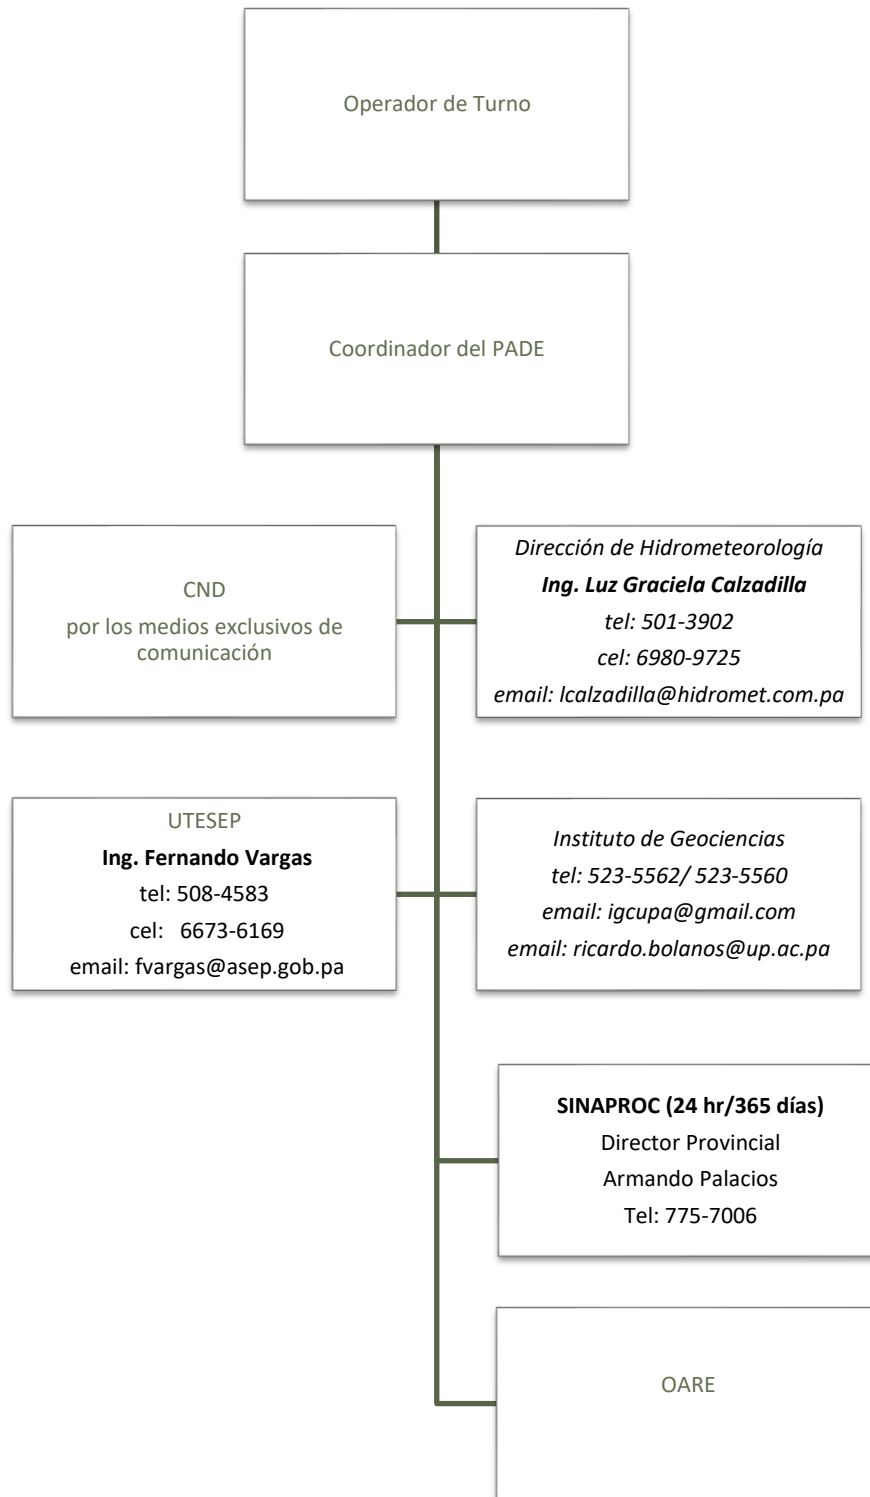 Operador de Turno
Coordinador del PADE
CND
por los medios exclusivos de
comunicación
Dirección de Hidrometeorología
Ing. Luz Graciela Calzadilla
tel: 501-3902
cel: 6980-9725
email: lcalzadilla@hidromet.com.pa
UTESEP
Ing. Fernando Vargas
tel: 508-4583
cel:   6673-6169
email: fvargas@asep.gob.pa
Instituto de Geociencias
tel: 523-5562/ 523-5560
email: igcupa@gmail.com
email: ricardo.bolanos@up.ac.pa
SINAPROC (24 hr/365 días)
Director Provincial
Armando Palacios
Tel: 775-7006
OARE